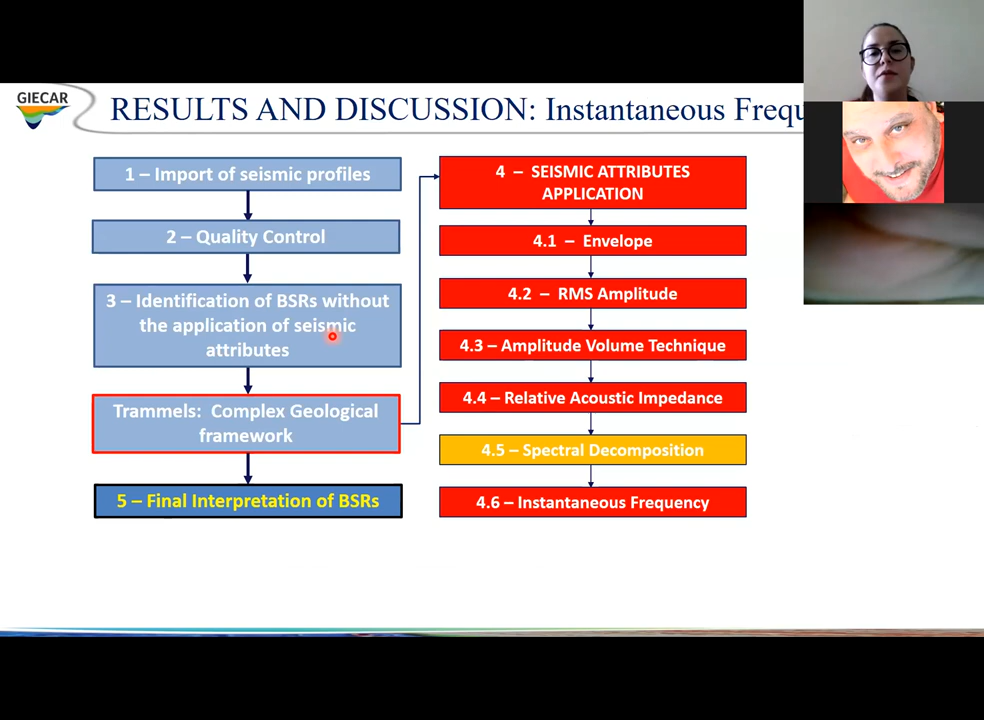 GIECAR
RESULTS AND DISCUSSION: Instantaneous Frequ
1 – Import of seismic profiles
2 – Quality Control
3 – Identification of BSRs without
the application of seismic
attributes
Trammels: Complex Geological
framework
5 – Final Interpretation of BSRs
4 – SEISMIC ATTRIBUTES
APPLICATION
4.1 – Envelope
4.2 – RMS Amplitude
4.3 – Amplitude Volume Technique
4.4 – Relative Acoustic Impedance
4.5 – Spectral Decomposition
4.6 – Instantaneous Frequency